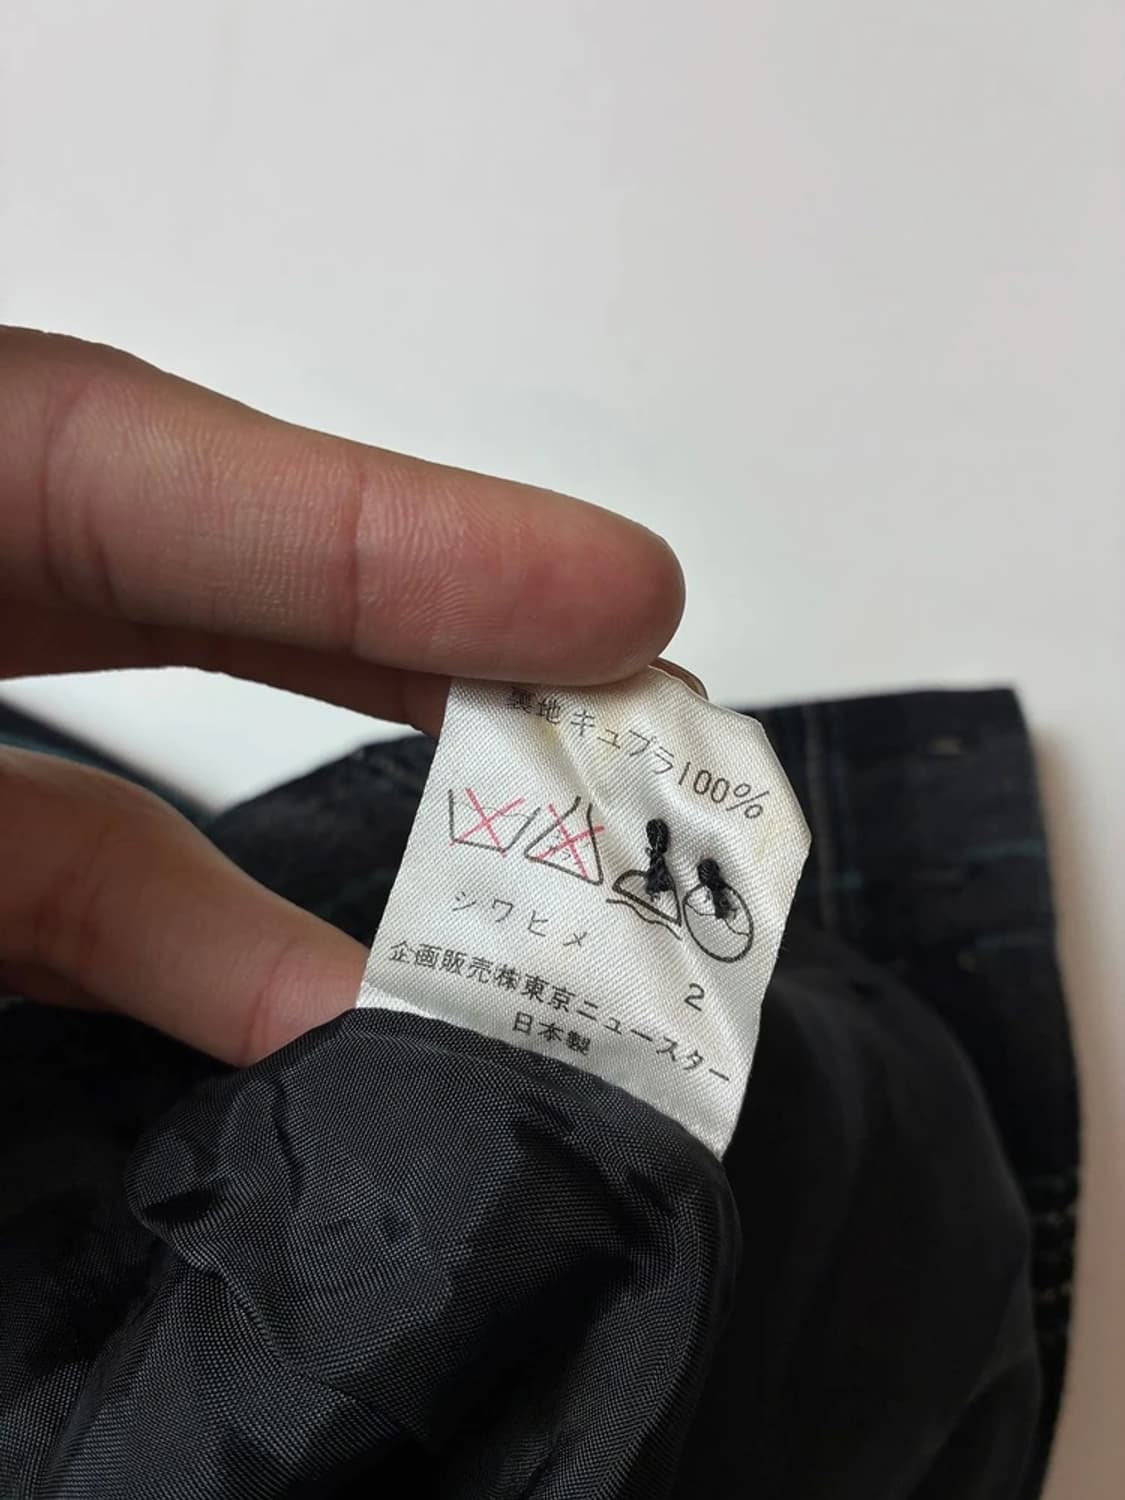 裏地 キュプラ100%
シワヒメ
2
企画販売㈱東京ニュースター
日本製